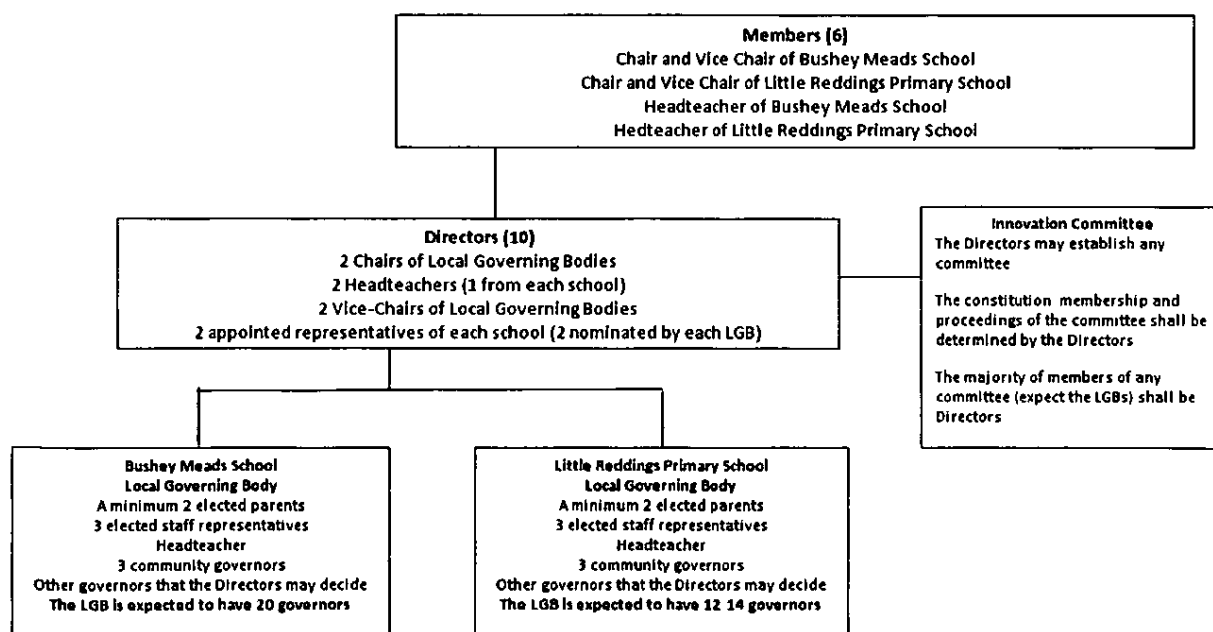 Members (6)
Chair and Vice Chair of Bushey Meads School
Chair and Vice Chair of Little Reddings Primary School
Headteacher of Bushey Meads School
Hedteacher of Little Reddings Primary School
Directors (10)
2 Chairs of Local Governing Bodies
2 Headteachers (1 from each school)
2 Vice-Chairs of Local Governing Bodies
2 appointed representatives of each school (2 nominated by each LGB)
Innovation Committee
The Directors may establish any
committee
The constitution membership and
proceedings of the committee shall be
determined by the Directors
The majority of members of any
committee (expect the LGBs) shall be
Directors
Bushey Meads School
Local Governing Body
A minimum 2 elected parents
3 elected staff representatives
Headteacher
3 community governors
Other governors that the Directors may decide
The LGB is expected to have 20 governors
Little Reddings Primary School
Local Governing Body
A minimum 2 elected parents
3 elected staff representatives
Headteacher
3 community governors
Other governors that the Directors may decide
The LGB is expected to have 12 14 governors